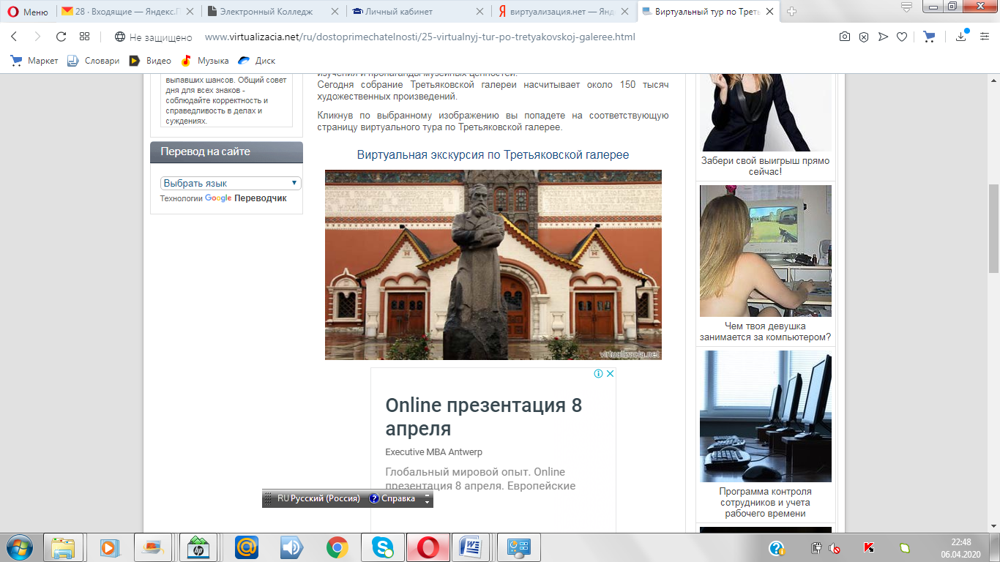 Меню
28 · Входящие — Яндекс.П
Электронный Колледж
Личный кабинет
виртуализация.нет — Янд
Виртуальный тур по Треть
Не защищено
www.virtualizacia.net/ru/dostoprimechatelnosti/25-virtualnyj-tur-po-tretyakovskoj-galeree.html
Маркет
Словари
Видео
Музыка
Диск
выпавших шансов. Общий совет
дня для всех знаков -
соблюдайте корректность и
справедливость в делах и
суждениях.
Перевод на сайте
Выбрать язык
Технологии Google Переводчик
изучения и пропаганды музейных ценностей.
Сегодня собрание Третьяковской галереи насчитывает около 150 тысяч
художественных произведений.
Кликнув по выбранному изображению вы попадете на соответствующую
страницу виртуального тура по Третьяковской галерее.
Виртуальная экскурсия по Третьяковской галерее
virtualizacia.net
Online презентация 8
апреля
Executive MBA Antwerp
Глобальный мировой опыт. Online
презентация 8 апреля. Европейские
Забери свой выигрыш прямо
сейчас!
Чем твоя девушка
занимается за компьютером?
Программа контроля
сотрудников и учета
рабочего времени
RU Русский (Россия)
Справка
22:48
06.04.2020